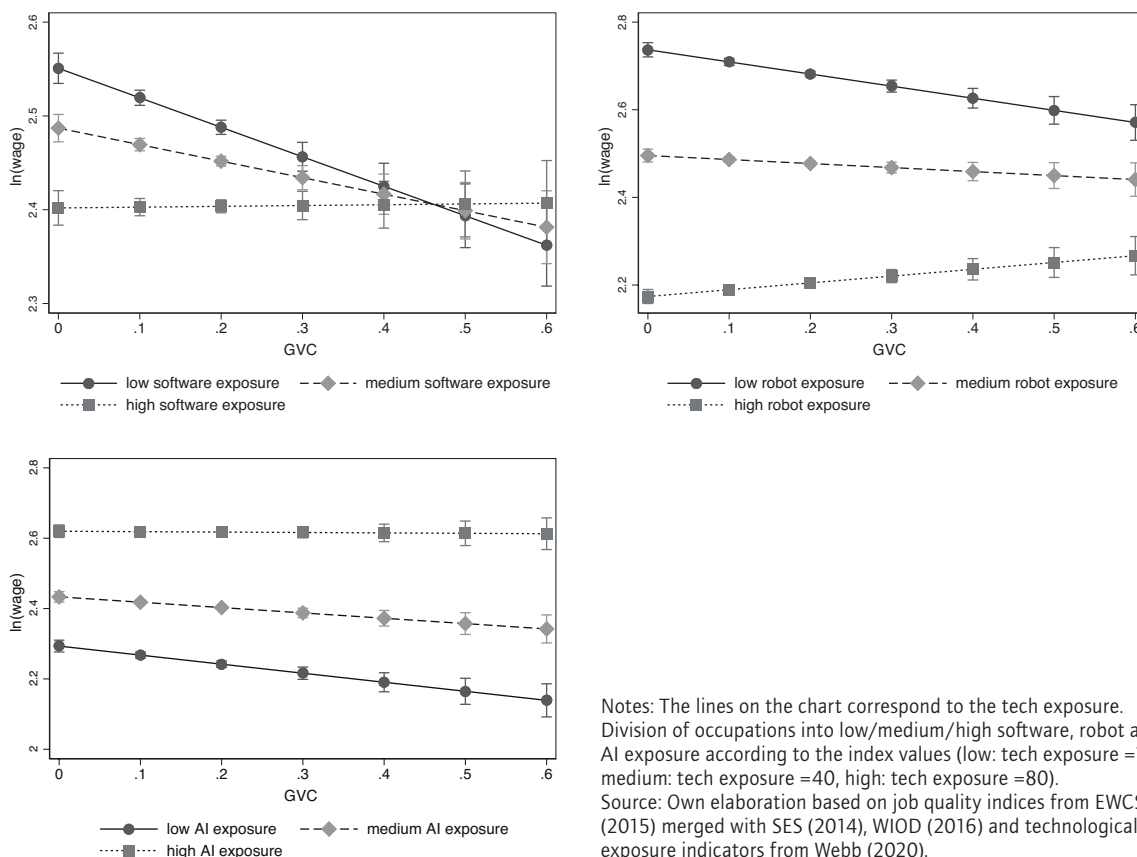 2.6
2.5
2.4
2.3
ln(wage)
0 .1 .2 .3 .4 .5 .6
GVC
low software exposure medium software exposure
high software exposure
2.8
2.6
2.4
2.2
ln(wage)
0 .1 .2 .3 .4 .5 .6
GVC
low robot exposure medium robot exposure
high robot exposure
2.8
2.6
2.4
2.2
2
ln(wage)
0 .1 .2 .3 .4 .5 .6
GVC
low AI exposure medium AI exposure
high AI exposure
Notes: The lines on the chart correspond to the tech exposure.
Division of occupations into low/medium/high software, robot
AI exposure according to the index values (low: tech exposure =
medium: tech exposure =40, high: tech exposure =80).
Source: Own elaboration based on job quality indices from EWCS
(2015) merged with SES (2014), WIOD (2016) and technological
exposure indicators from Webb (2020).